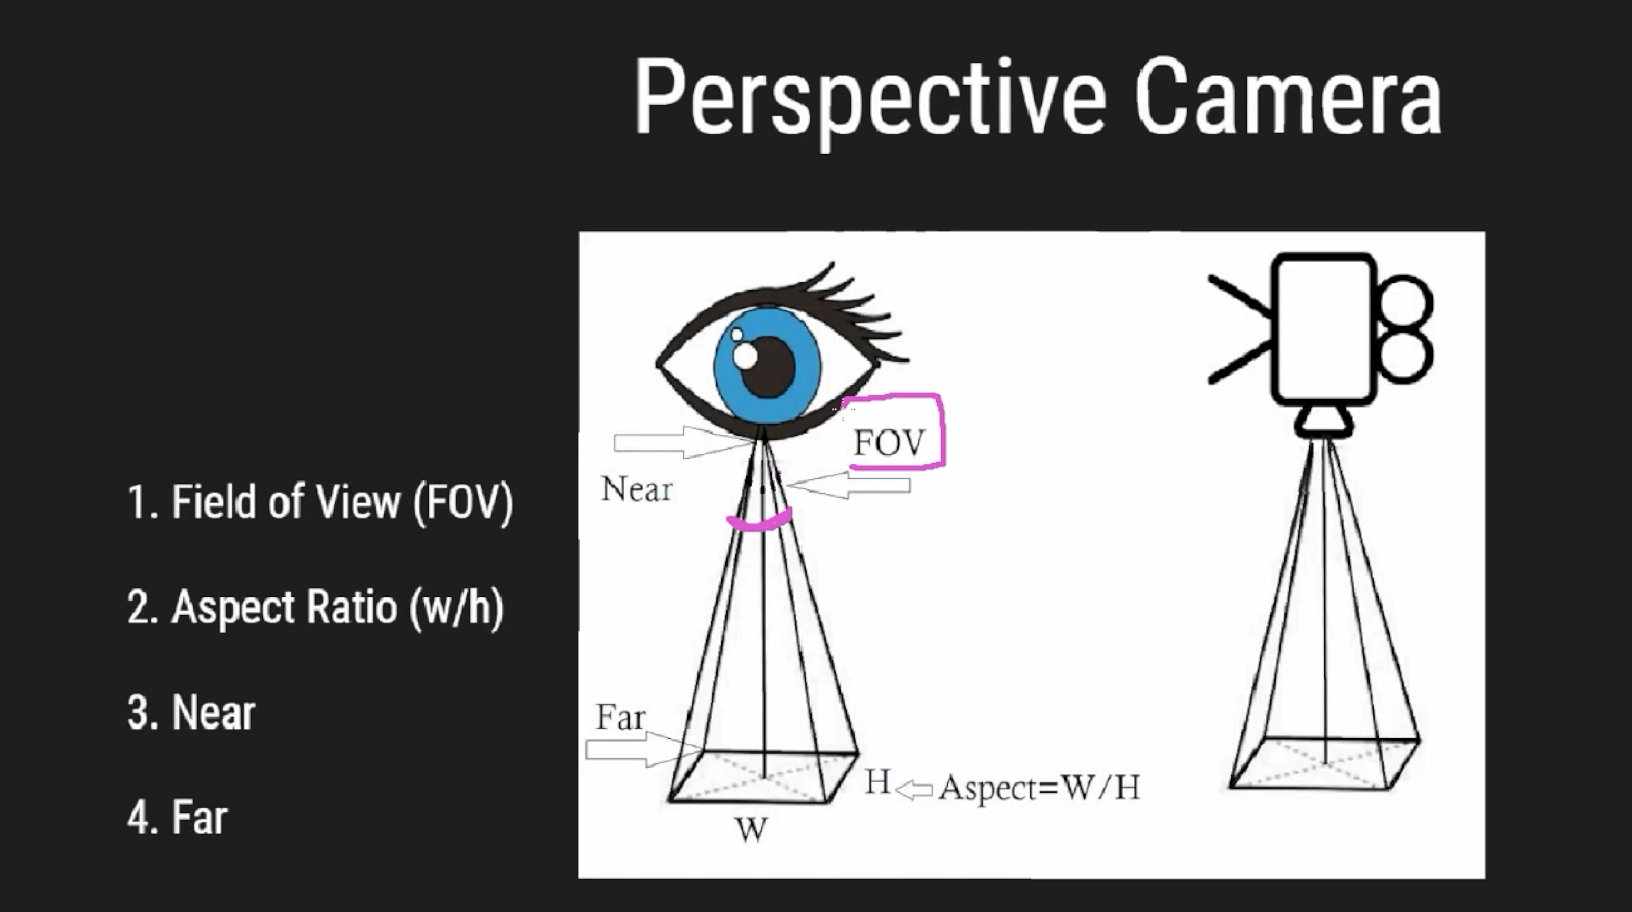 Perspective Camera
1. Field of View (FOV)
2. Aspect Ratio (w/h)
3. Near
4. Far
FOV
Near
Far
H
Aspect=W/H
W